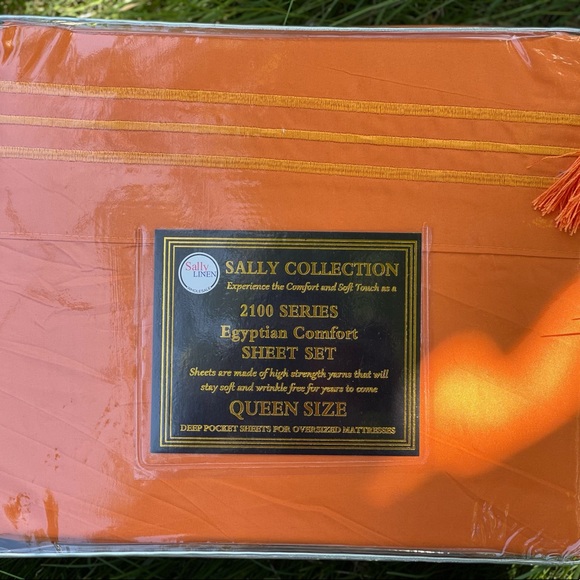 Sally
LINEN
SALLY COLLECTION
Experience the Comfort and Soft Touch as a
2100 SERIES
Egyptian Comfort
SHEET SET
Sheets are made of high strength yarns that will
stay soft and wrinkle free for years to come
QUEEN SIZE
DEEP POCKET SHEETS FOR OVERSIZED MATTRESSES